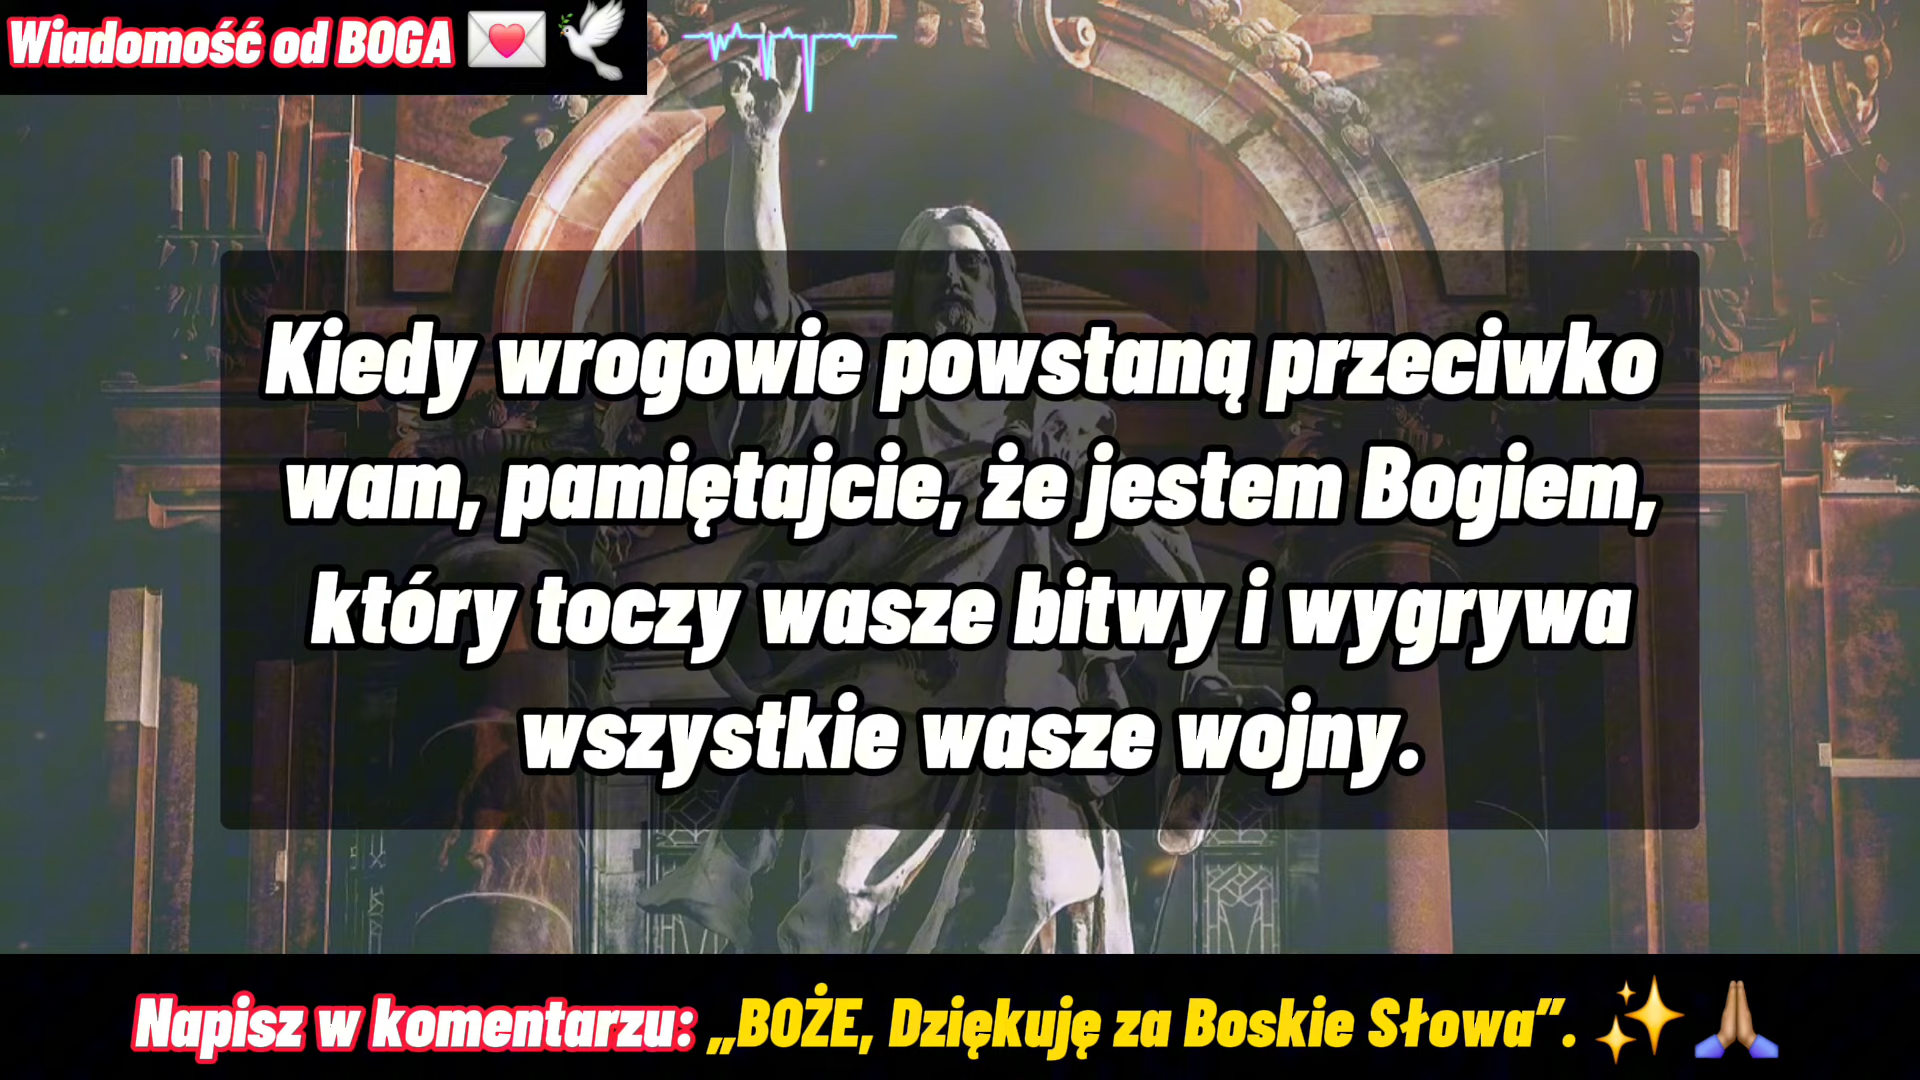 Wiadomość od BOGA
Kiedy wrogowie powstaną przeciwko
wam, pamiętajcie, że jestem Bogiem,
który toczy wasze bitwy i wygrywa
wszystkie wasze wojny.
Napisz w komentarzu: „BOŻE, Dziękuję za Boskie Słowa”.